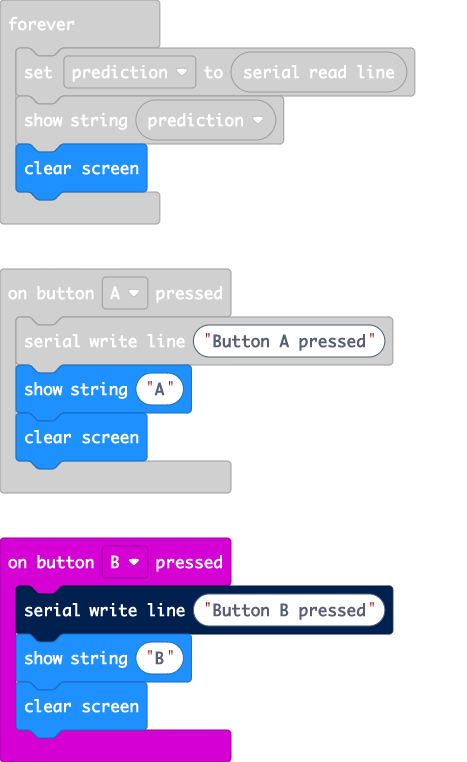 forever
set prediction to serial read line
show string prediction
clear screen
on button A pressed
serial write line "Button A pressed"
show string "A"
clear screen
on button B pressed
serial write line "Button B pressed"
show string "B"
clear screen